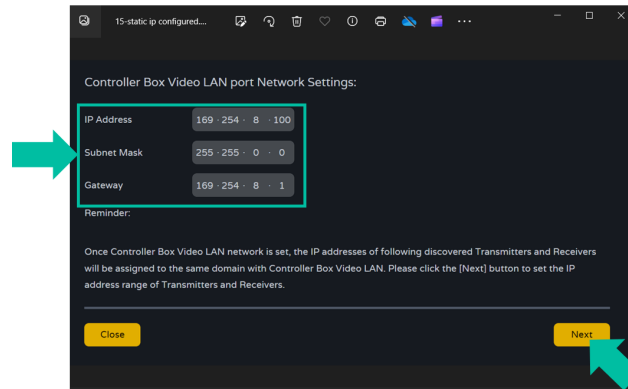 15-static ip configured....
Controller Box Video LAN port Network Settings:
IP Address 169 . 254 . 8 . 100
Subnet Mask 255 . 255 . 0 . 0
Gateway 169 . 254 . 8 . 1
Reminder:
Once Controller Box Video LAN network is set, the IP addresses of following discovered Transmitters and Receivers
will be assigned to the same domain with Controller Box Video LAN. Please click the [Next] button to set the IP
address range of Transmitters and Receivers.
Close Next